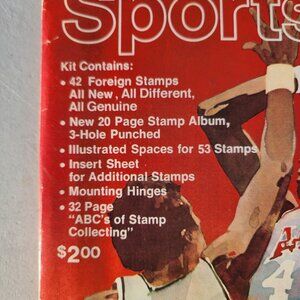 Sports
Kit Contains:
• 42 Foreign Stamps
All New, All Different,
All Genuine
• New 20 Page Stamp Album,
3-Hole Punched
• Illustrated Spaces for 53 Stamps
• Insert Sheet
for Additional Stamps
• Mounting Hinges
• 32 Page
"ABC's of Stamp
Collecting"
$2.00
4